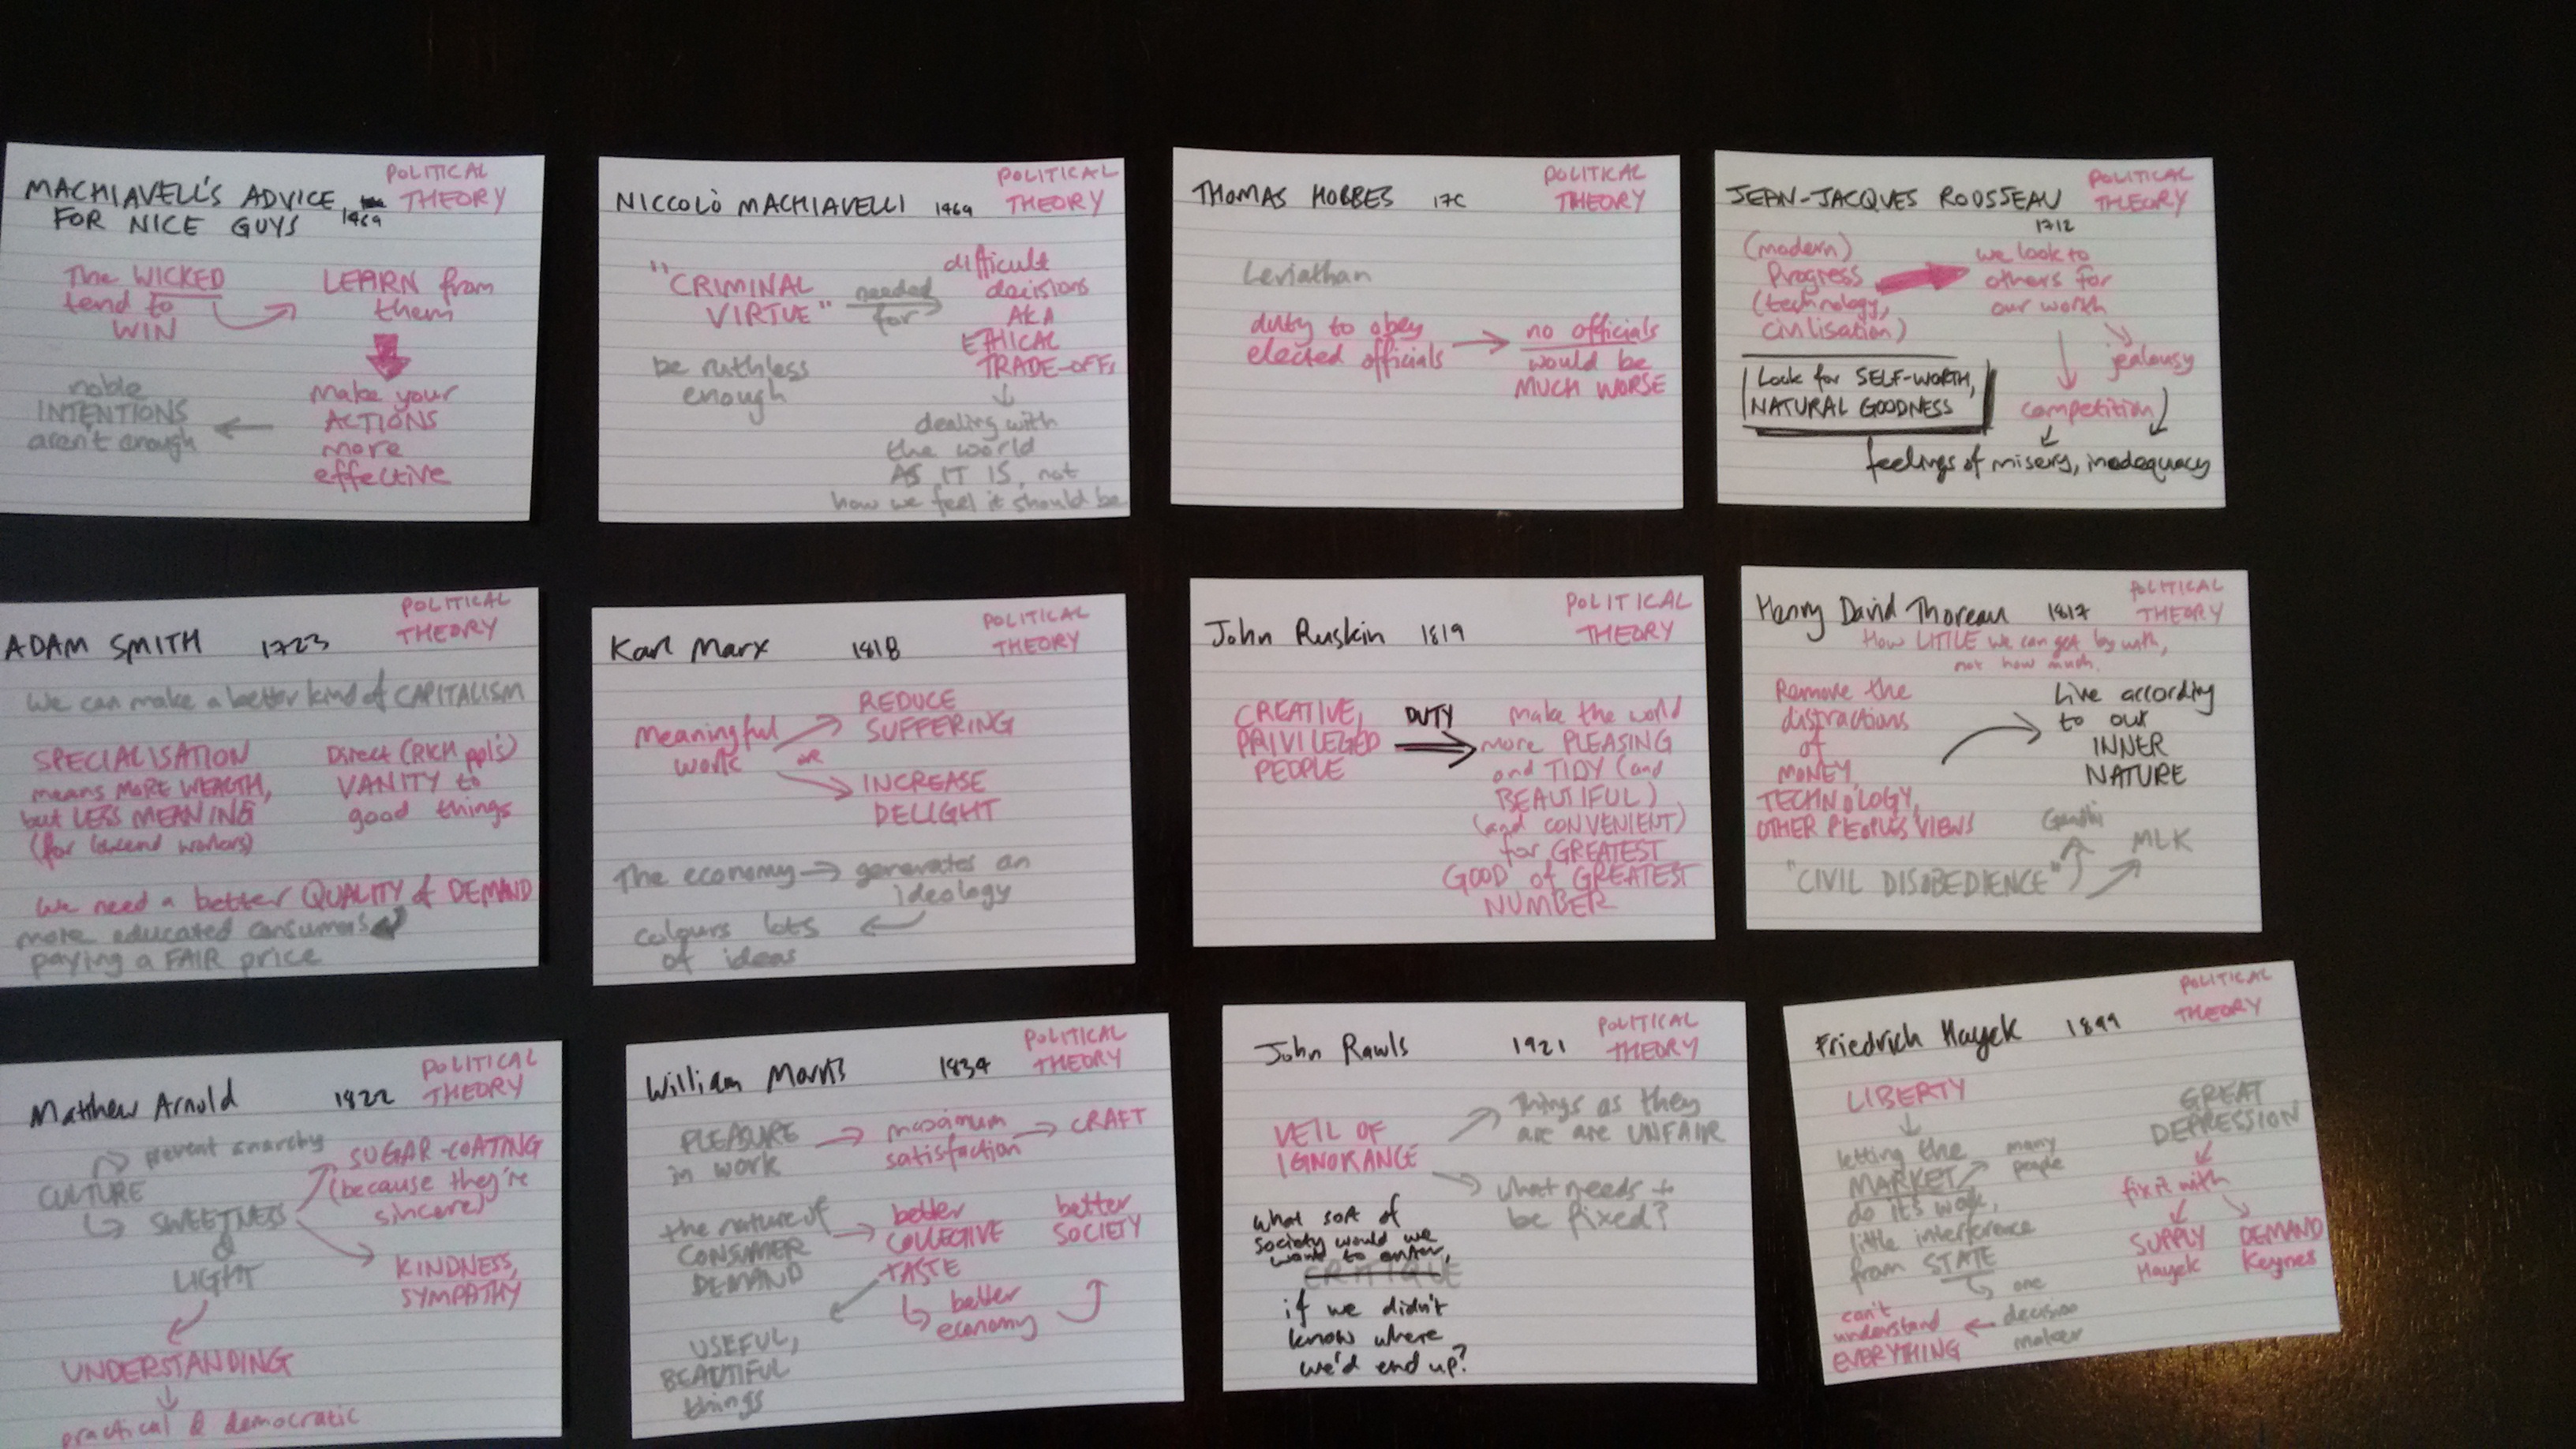 MACHIAVELL'S ADVICE
FOR NICE GUYS 1469
POLITICAL
THEORY
The WICKED
tend to
WIN
LEARN from
them
make your
ACTIONS
more
effective
noble
INTENTIONS
aren't enough
NICCOLÒ MACHIAVELLI 1469
POLITICAL
THEORY
"CRIMINAL
VIRTUE"
needed
for
difficult
decisions
AKA
ETHICAL
TRADE-OFFs
be ruthless
enough
dealing with
the world
AS IT IS, not
how we feel it should be
THOMAS HOBBES 17C
POLITICAL
THEORY
Leviathan
duty to obey
elected officials
no officials
would be
MUCH WORSE
JEAN-JACQUES ROUSSEAU
1712
POLITICAL
THEORY
(modern)
Progress
(technology,
civilisation)
we look to
others for
our worth
jealousy
competition
Look for SELF-WORTH,
NATURAL GOODNESS
feelings of misery, inadequacy
ADAM SMITH 1723
POLITICAL
THEORY
We can make a better kind of CAPITALISM
SPECIALISATION
means MORE WEALTH,
but LESS MEANING
(for workers)
Direct (RICH ppl's)
VANITY to
good things
We need a better QUALITY of DEMAND
more educated consumers
paying a FAIR price
Karl Marx 1818
POLITICAL
THEORY
Meaningful
work
REDUCE
SUFFERING
or
INCREASE
DELIGHT
The economy → generates an
ideology
colours lots
of ideas
John Ruskin 1819
POLITICAL
THEORY
CREATIVE,
PRIVILEGED
PEOPLE
DUTY
make the world
more PLEASING
and TIDY (and
BEAUTIFUL)
(and CONVENIENT)
for GREATEST
GOOD of GREATEST
NUMBER
Henry David Thoreau 1817
POLITICAL
THEORY
How LITTLE we can get by with,
not how much.
Remove the
distractions
of
MONEY,
TECHNOLOGY,
OTHER PEOPLE'S VIEWS
Live according
to our
INNER
NATURE
Gandhi
MLK
"CIVIL DISOBEDIENCE"
Matthew Arnold 1822
POLITICAL
THEORY
prevent anarchy
CULTURE
SWEETNESS
&
LIGHT
SUGAR-COATING
(because they're
sincere)
KINDNESS,
SYMPATHY
UNDERSTANDING
practical & democratic
William Morris 1834
POLITICAL
THEORY
PLEASURE
in work
maximum
satisfaction
CRAFT
the nature of
CONSUMER
DEMAND
better
COLLECTIVE
TASTE
better
SOCIETY
better
economy
USEFUL,
BEAUTIFUL
things
John Rawls 1921
POLITICAL
THEORY
VEIL OF
IGNORANCE
Things as they
are are UNFAIR
what needs to
be fixed?
what sort of
society would we
want to enter,
if we didn't
know where
we'd end up?
Friedrich Hayek 1899
POLITICAL
THEORY
LIBERTY
letting the
MARKET
do it's work,
little interference
from STATE
many
people
one
decision
maker
can't
understand
EVERYTHING
GREAT
DEPRESSION
fix it with
SUPPLY
Hayek
DEMAND
Keynes